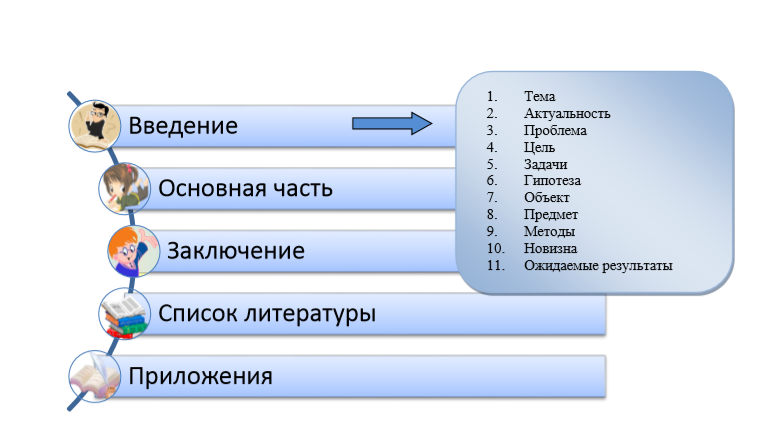 Введение
Основная часть
Заключение
Список литературы
Приложения
1. Тема
2. Актуальность
3. Проблема
4. Цель
5. Задачи
6. Гипотеза
7. Объект
8. Предмет
9. Методы
10. Новизна
11. Ожидаемые результаты